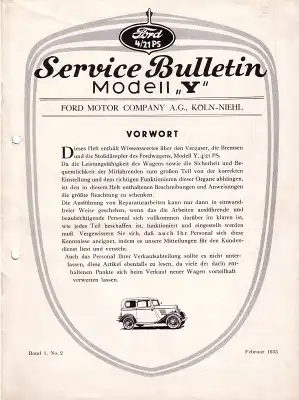 Ford
4/21 PS
Service Bulletin
Modell „Y“
FORD MOTOR COMPANY A.G., KÖLN-NIEHL
VORWORT
Dieses Heft enthält Wissenswertes über den Vergaser, die Bremsen
und die Stoßdämpfer des Fordwagens, Modell Y, 4/21 PS.
Da die Leistungsfähigkeit des Wagens sowie die Sicherheit und Be-
quemlichkeit der Mitfahrenden zum großen Teil von der korrekten
Einstellung und dem richtigen Funktionieren dieser Organe abhängen,
ist den in diesem Heft enthaltenen Beschreibungen und Anweisungen
die größte Beachtung zu schenken.
Die Ausführung von Reparaturarbeiten kann nur dann in einwand-
freier Weise geschehen, wenn das die Arbeiten ausführende und
beaufsichtigende Personal sich vollkommen darüber im klaren ist,
wie jedes Teil beschaffen ist, funktioniert und eingestellt werden
muß. Vergewissern Sie sich, daß auch Ihr Personal sich diese
Kenntnisse aneignet, indem es unsere Mitteilungen für den Kunden-
dienst liest und versteht.
Auch das Personal Ihrer Verkaufsabteilung sollte es nicht unter-
lassen, diese Artikel ebenfalls zu lesen, da viele der darin ent-
haltenen Punkte sich beim Verkauf neuer Wagen vorteilhaft
verwerten lassen.
Band 1, No. 2
Februar 1933